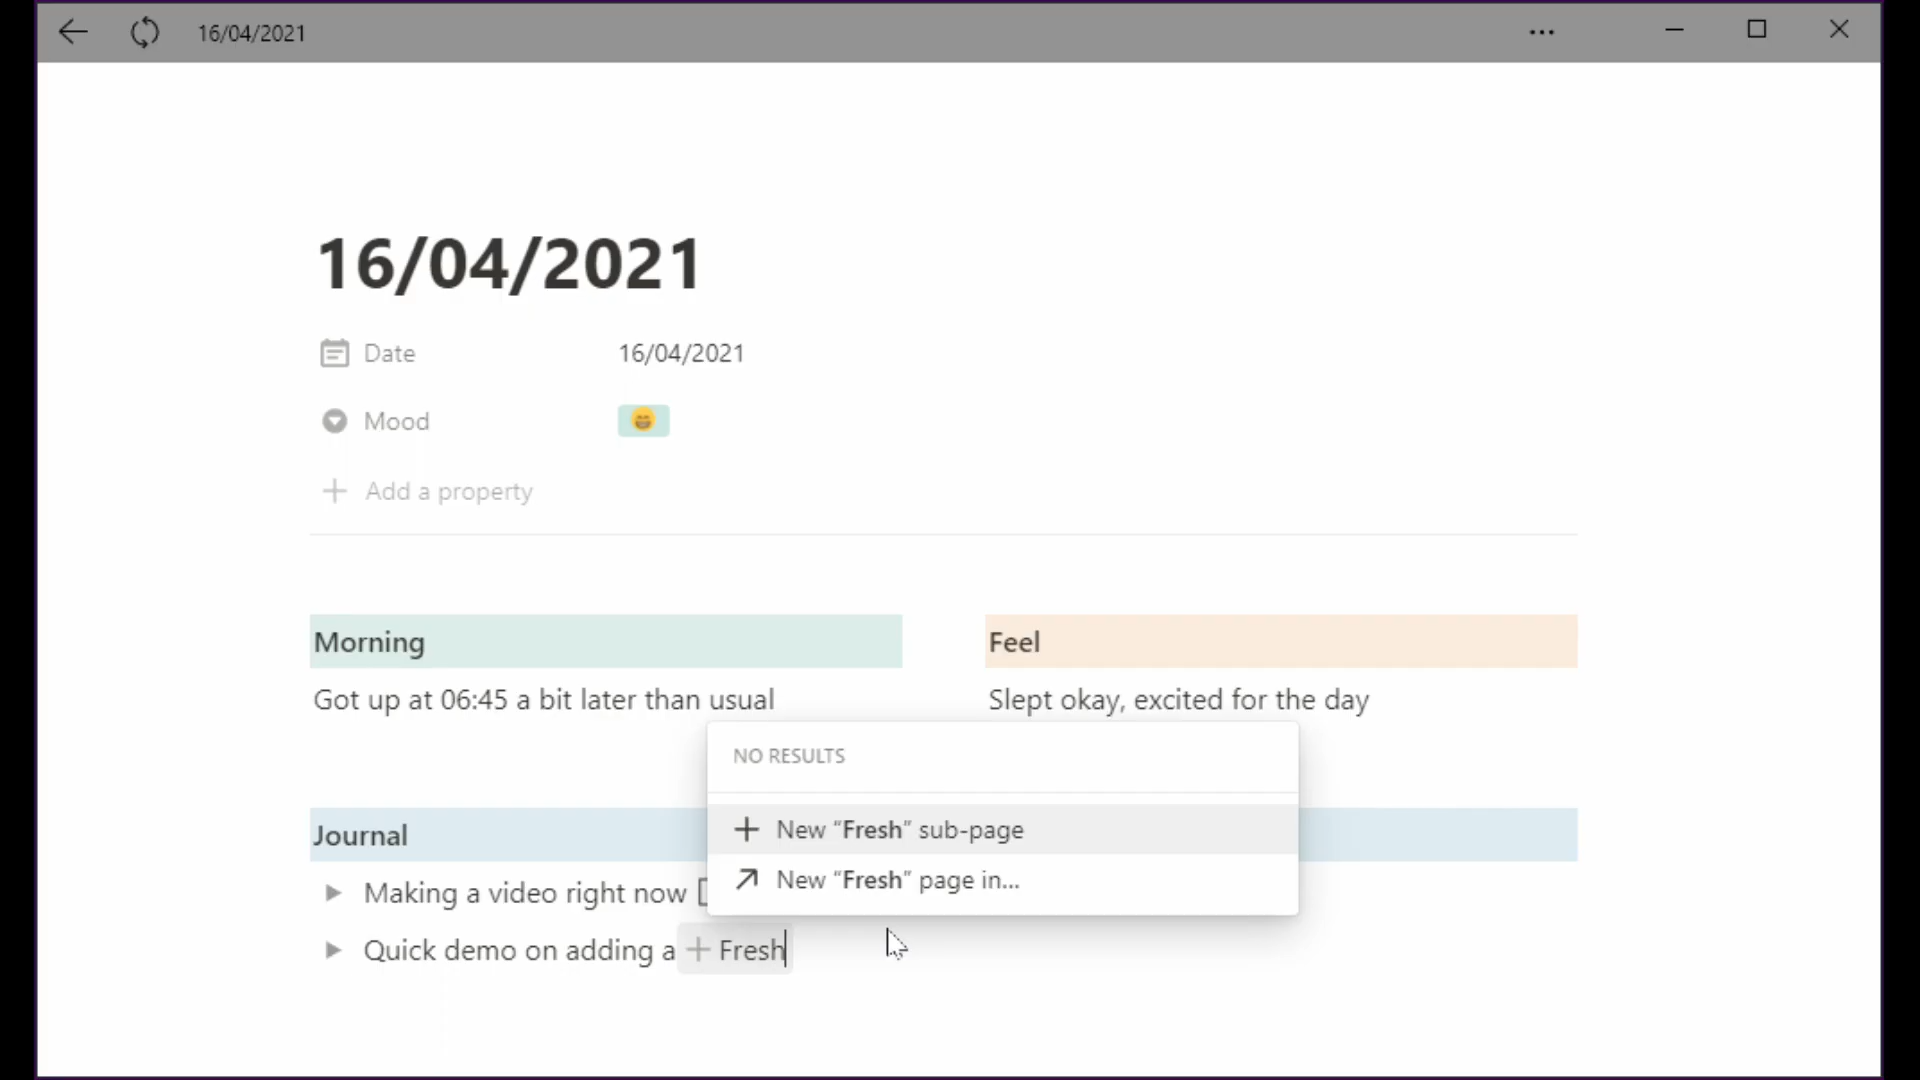 16/04/2021
16/04/2021
Date 16/04/2021
Mood
Add a property
Morning
Feel
Got up at 06:45 a bit later than usual
Slept okay, excited for the day
NO RESULTS
New “Fresh” sub-page
New “Fresh” page in...
Journal
Making a video right now
Quick demo on adding a + Fresh